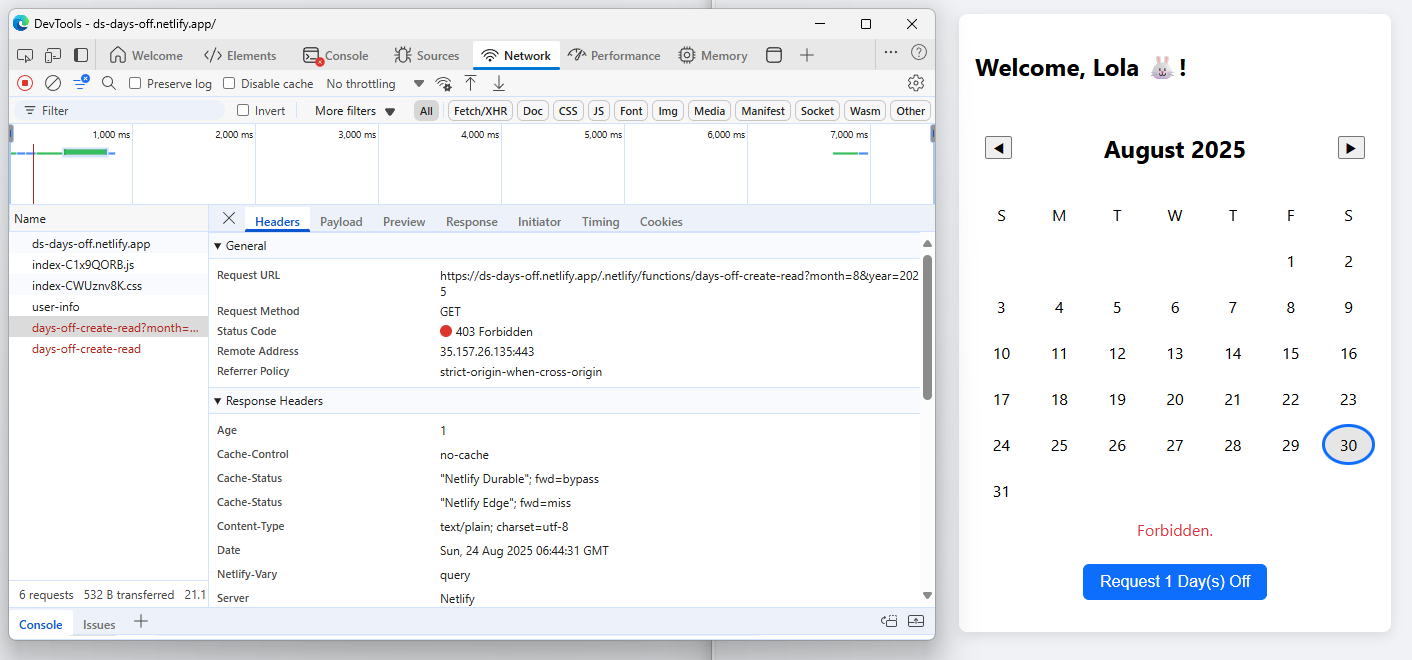 DevTools - ds-days-off.netlify.app/
Welcome Elements Console Sources Network Performance Memory
Preserve log Disable cache No throttling
Filter Invert More filters All Fetch/XHR Doc CSS JS Font Img Media Manifest Socket Wasm Other
1,000 ms 2,000 ms 3,000 ms 4,000 ms 5,000 ms 6,000 ms 7,000 ms
Name
ds-days-off.netlify.app
index-C1x9QORB.js
index-CWUznv8K.css
user-info
days-off-create-read?month=...
days-off-create-read
6 requests 532 B transferred 21.1
Headers Payload Preview Response Initiator Timing Cookies
General
Request URL https://ds-days-off.netlify.app/.netlify/functions/days-off-create-read?month=8&year=202
5
Request Method GET
Status Code 403 Forbidden
Remote Address 35.157.26.135:443
Referrer Policy strict-origin-when-cross-origin
Response Headers
Age 1
Cache-Control no-cache
Cache-Status "Netlify Durable"; fwd=bypass
Cache-Status "Netlify Edge"; fwd=miss
Content-Type text/plain; charset=utf-8
Date Sun, 24 Aug 2025 06:44:31 GMT
Netlify-Vary query
Server Netlify
Console Issues
Welcome, Lola 🐰 !
August 2025
S M T W T F S
1 2
3 4 5 6 7 8 9
10 11 12 13 14 15 16
17 18 19 20 21 22 23
24 25 26 27 28 29 30
31
Forbidden.
Request 1 Day(s) Off